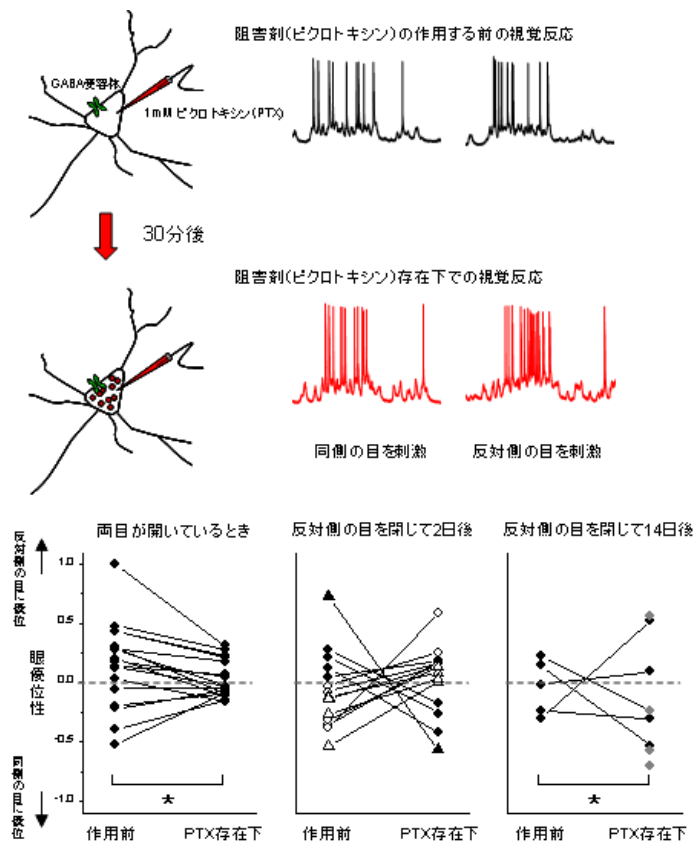 阻害剤(ピクロトキシン)の作用する前の視覚反応
GABA受容体
1mM ピクロトキシン(PTX)
30分後
阻害剤(ピクロトキシン)存在下での視覚反応
同側の目を刺激
反対側の目を刺激
両目が開いているとき
反対側の目を閉じて2日後
反対側の目を閉じて14日後
反対側の目に優位
眼優位性
同側の目に優位
1.0
0.5
0.0
-0.5
-1.0
*
*
作用前
PTX存在下
作用前
PTX存在下
作用前
PTX存在下